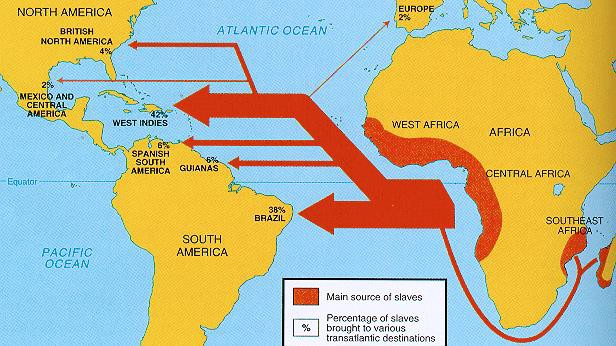 NORTH AMERICA
BRITISH
NORTH AMERICA
4%
2%
MEXICO AND
CENTRAL
AMERICA
ATLANTIC OCEAN
EUROPE
2%
42%
WEST INDIES
6%
SPANISH
SOUTH
AMERICA
6%
GUIANAS
WEST AFRICA
AFRICA
CENTRAL AFRICA
Equator
38%
BRAZIL
SOUTHEAST
AFRICA
PACIFIC
OCEAN
SOUTH
AMERICA
Main source of slaves
%
Percentage of slaves
brought to various
transatlantic destinations